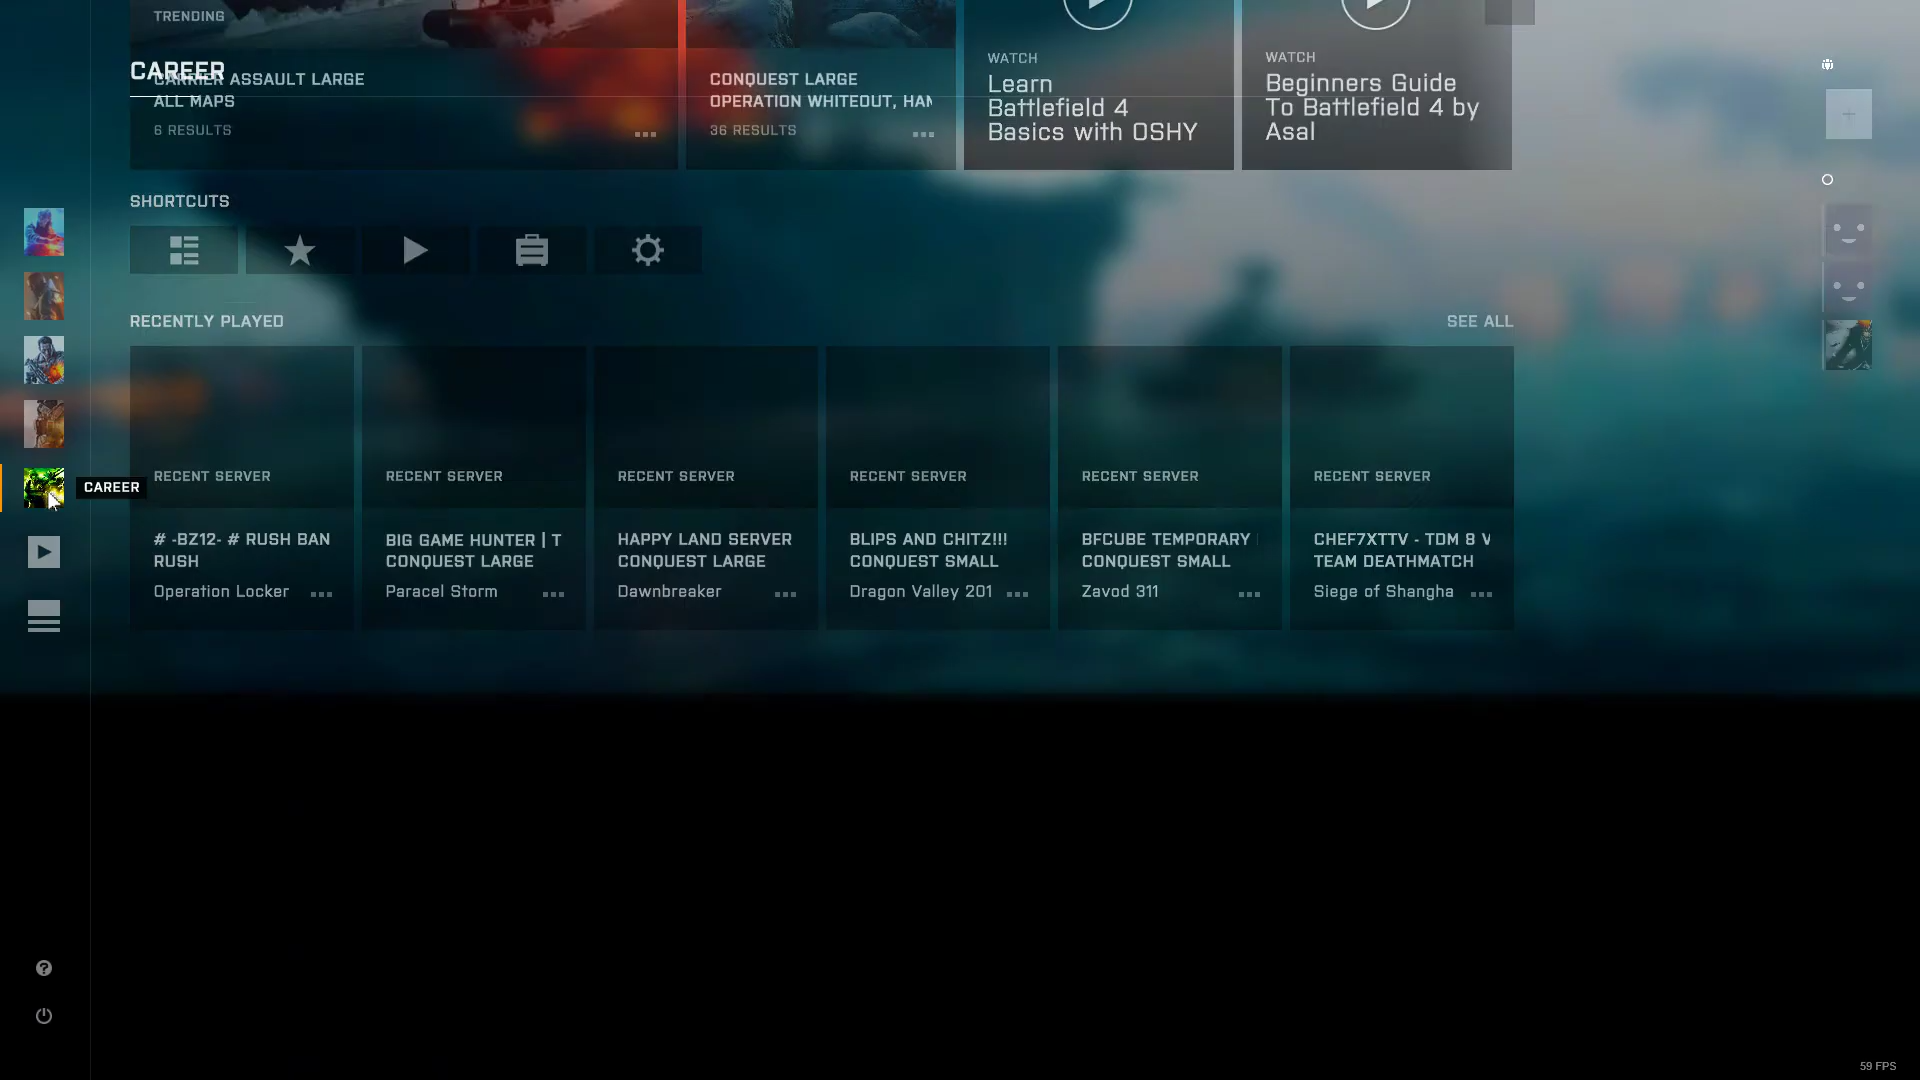 TRENDING
CAREER
CARRIER ASSAULT LARGE
ALL MAPS
6 RESULTS
CONQUEST LARGE
OPERATION WHITEOUT, HAN
36 RESULTS
WATCH
Learn
Battlefield 4
Basics with OSHY
WATCH
Beginners Guide
To Battlefield 4 by
Asal
SHORTCUTS
RECENTLY PLAYED
SEE ALL
CAREER
RECENT SERVER
# -BZ12- # RUSH BAN
RUSH
Operation Locker
RECENT SERVER
BIG GAME HUNTER | T
CONQUEST LARGE
Paracel Storm
RECENT SERVER
HAPPY LAND SERVER
CONQUEST LARGE
Dawnbreaker
RECENT SERVER
BLIPS AND CHITZ!!!
CONQUEST SMALL
Dragon Valley 201
RECENT SERVER
BFCUBE TEMPORARY
CONQUEST SMALL
Zavod 311
RECENT SERVER
CHEF7XTTV - TDM 8 V
TEAM DEATHMATCH
Siege of Shangha
59 FPS